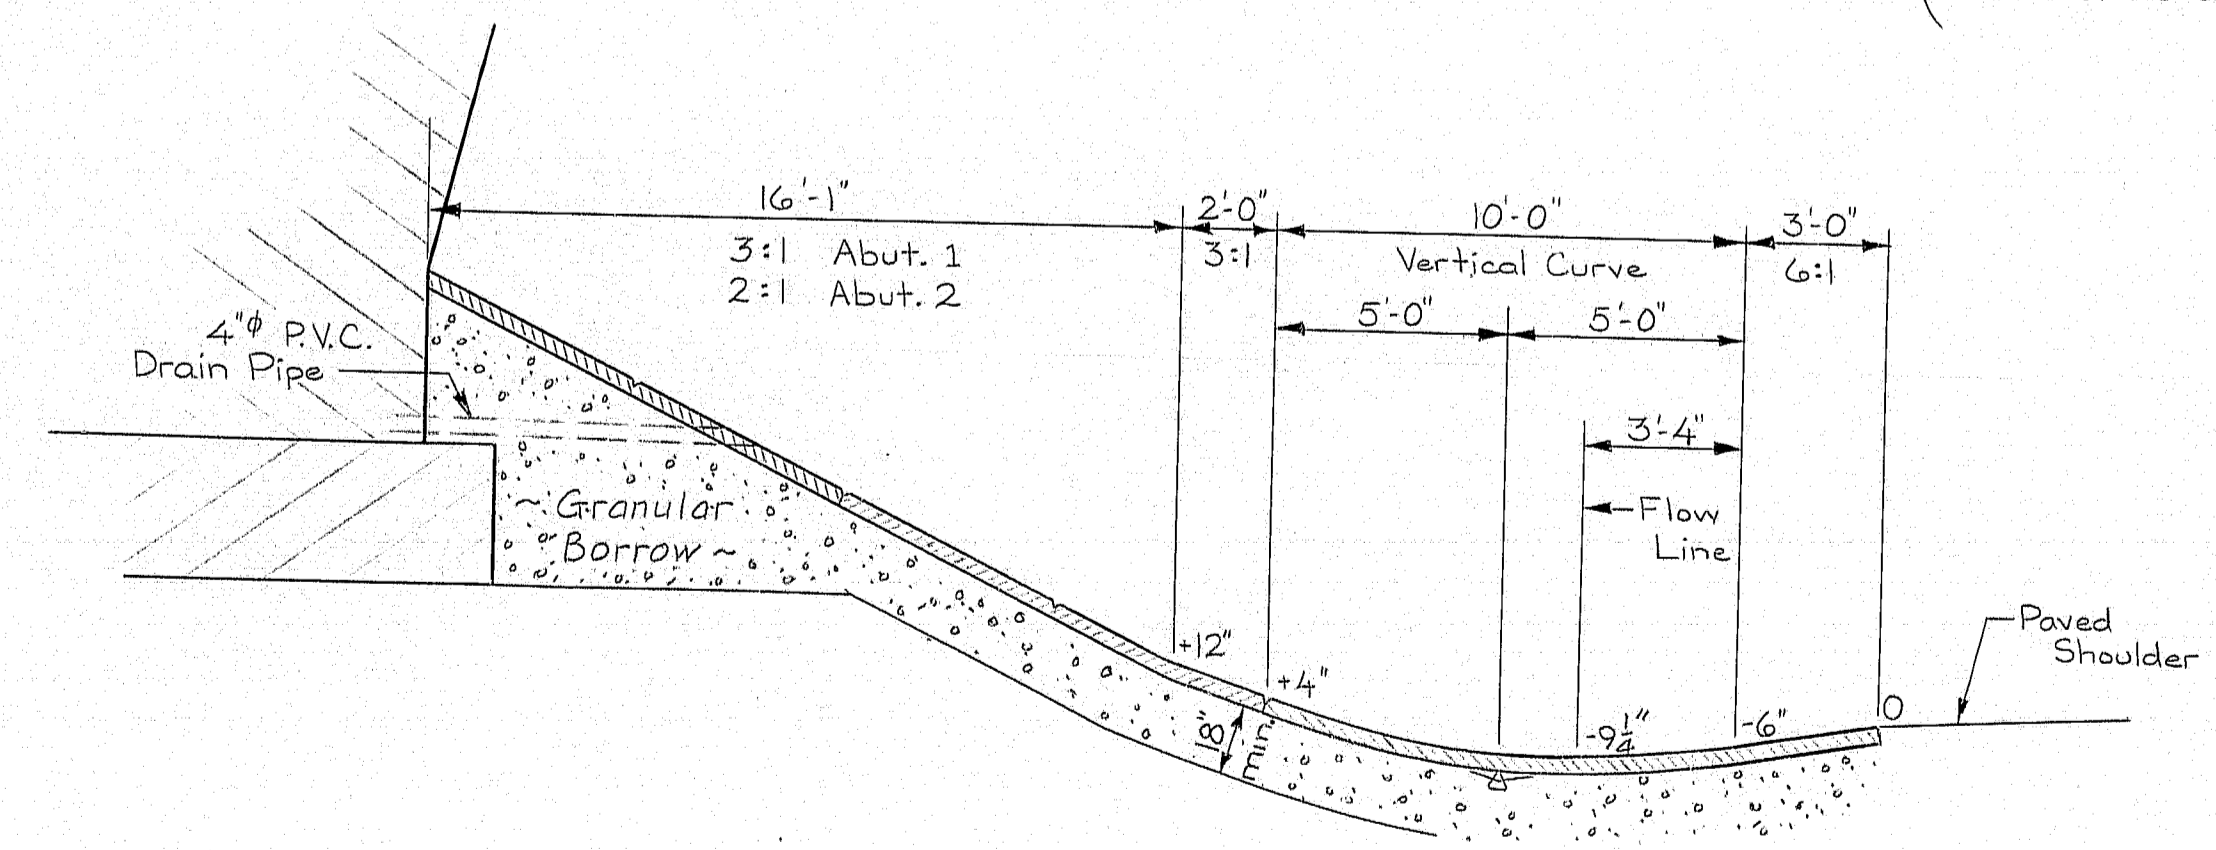 16'-1"
3:1 Abut. 1
2:1 Abut. 2
2'-0"
3:1
10'-0"
Vertical Curve
3'-0"
6:1
5'-0"
5'-0"
4"ϕ P.V.C.
Drain Pipe
3'-4"
Flow
Line
~ Granular
Borrow ~
+12"
+4"
18"
min.
-9 1/4"
-6"
0
Paved
Shoulder